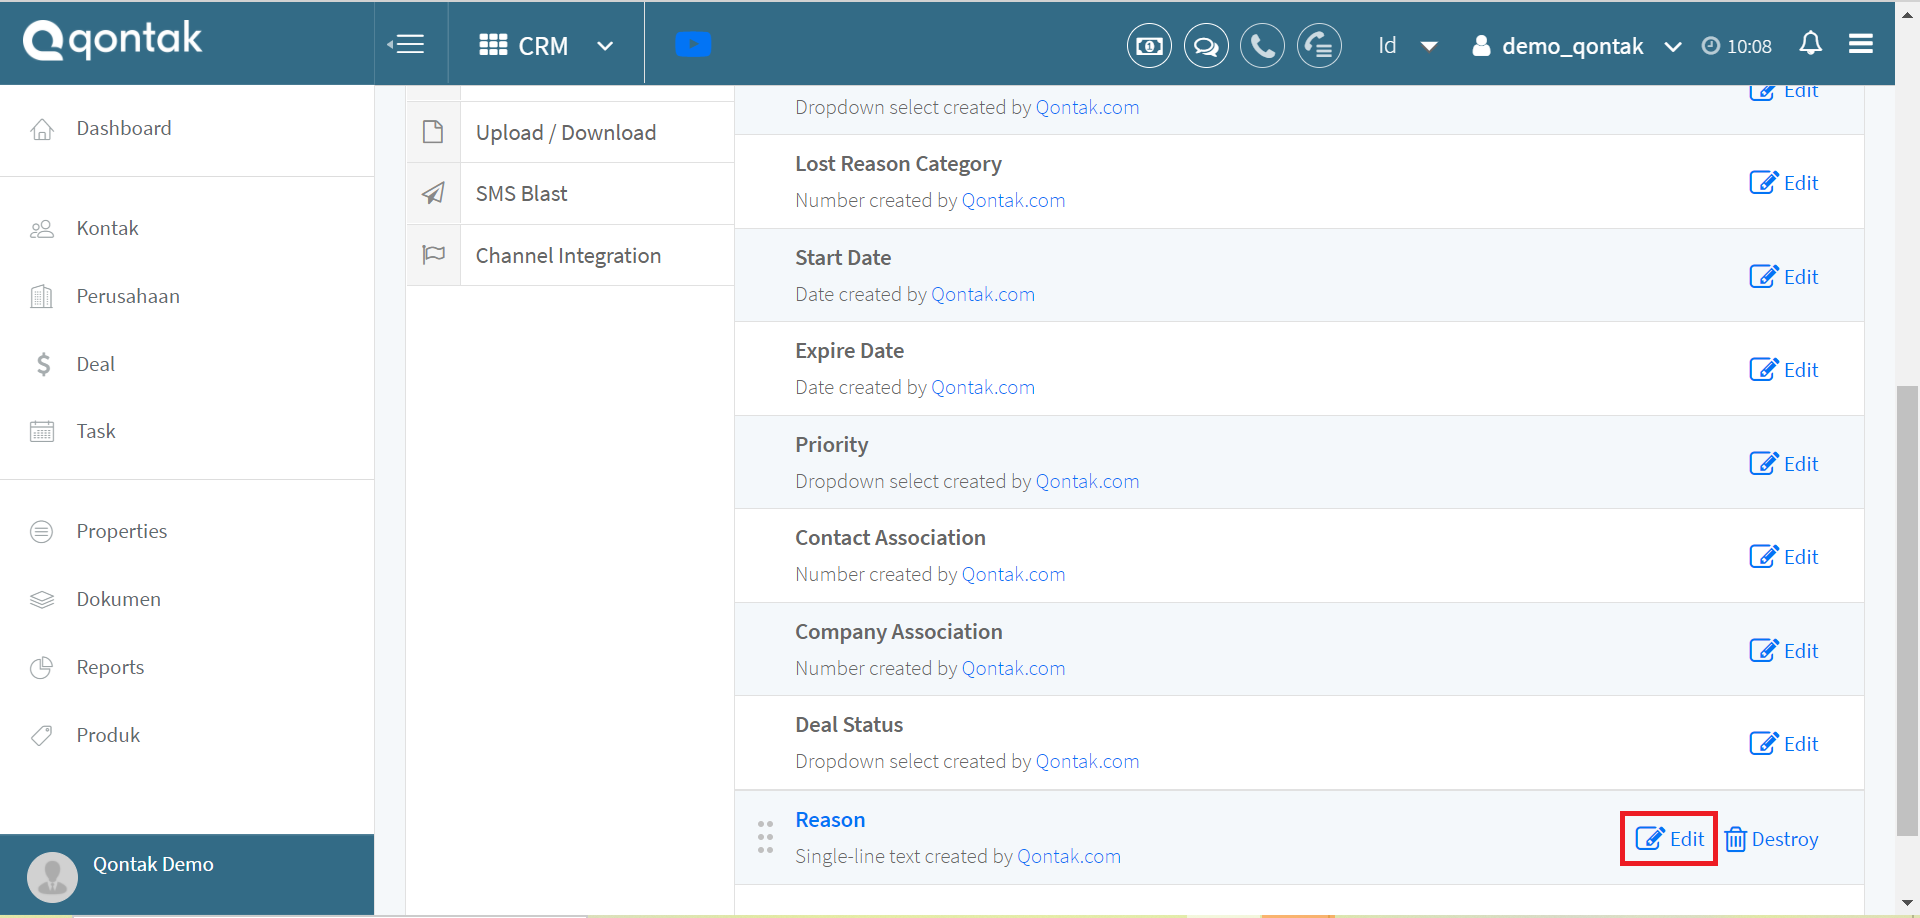 qontak
CRM
Id
demo_qontak
10:08
Dashboard
Kontak
Perusahaan
Deal
Task
Properties
Dokumen
Reports
Produk
Qontak Demo
Upload / Download
SMS Blast
Channel Integration
Dropdown select created by Qontak.com
Edit
Lost Reason Category
Number created by Qontak.com
Edit
Start Date
Date created by Qontak.com
Edit
Expire Date
Date created by Qontak.com
Edit
Priority
Dropdown select created by Qontak.com
Edit
Contact Association
Number created by Qontak.com
Edit
Company Association
Number created by Qontak.com
Edit
Deal Status
Dropdown select created by Qontak.com
Edit
Reason
Single-line text created by Qontak.com
Edit Destroy